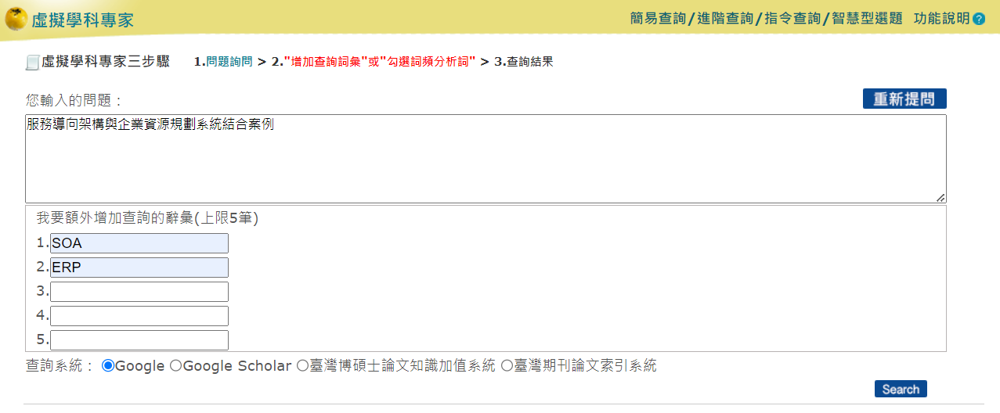 虛擬學科專家
簡易查詢/進階查詢/指令查詢/智慧型選題 功能說明?
虛擬學科專家三步驟 1.問題詢問 > 2."增加查詢詞彙"或"勾選詞頻分析詞" > 3.查詢結果
您輸入的問題：
重新提問
服務導向架構與企業資源規劃系統結合案例
我要額外增加查詢的辭彙(上限5筆)
1.SOA
2.ERP
3.
4.
5.
查詢系統： Google Google Scholar 臺灣博碩士論文知識加值系統 臺灣期刊論文索引系統
Search